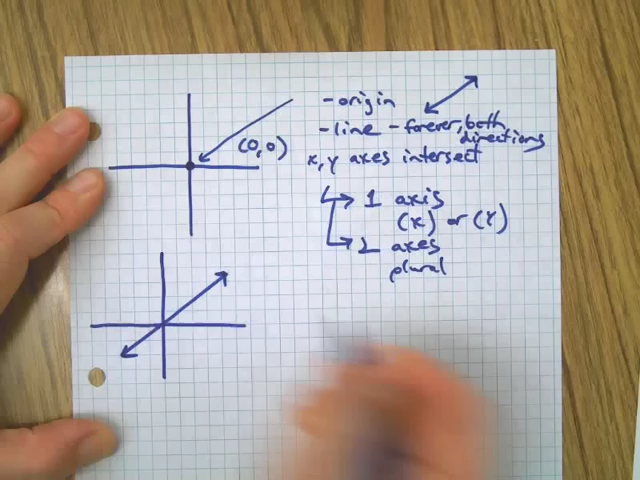 - origin
(0,0)
- line - forever, both directions
x, y axes intersect
1 axis
(x) or (Y)
2 axes
plural